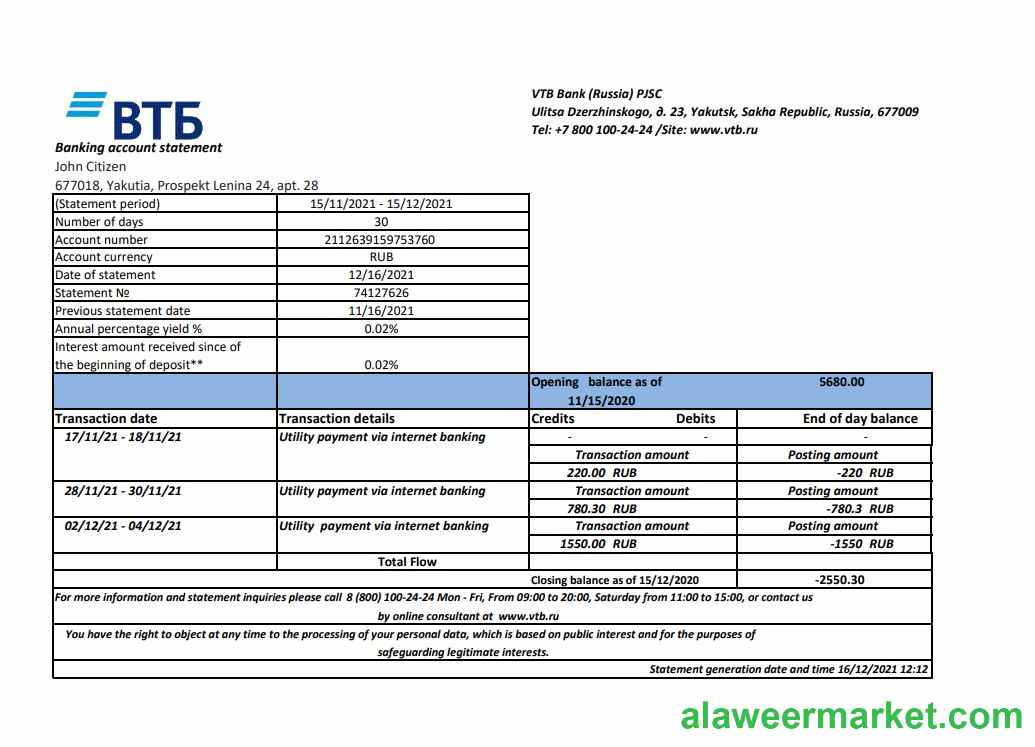 ВТБ
VTB Bank (Russia) PJSC
Ulitsa Dzerzhinskogo, д. 23, Yakutsk, Sakha Republic, Russia, 677009
Tel: +7 800 100-24-24 /Site: www.vtb.ru
Banking account statement
John Citizen
677018, Yakutia, Prospekt Lenina 24, apt. 28
(Statement period) 15/11/2021 - 15/12/2021
Number of days 30
Account number 2112639159753760
Account currency RUB
Date of statement 12/16/2021
Statement № 74127626
Previous statement date 11/16/2021
Annual percentage yield % 0.02%
Interest amount received since of
the beginning of deposit** 0.02%
Opening balance as of 5680.00
11/15/2020
Transaction date Transaction details Credits Debits End of day balance
17/11/21 - 18/11/21 Utility payment via internet banking - - -
Transaction amount Posting amount
220.00 RUB -220 RUB
28/11/21 - 30/11/21 Utility payment via internet banking Transaction amount Posting amount
780.30 RUB -780.3 RUB
02/12/21 - 04/12/21 Utility payment via internet banking Transaction amount Posting amount
1550.00 RUB -1550 RUB
Total Flow
Closing balance as of 15/12/2020 -2550.30
For more information and statement inquiries please call 8 (800) 100-24-24 Mon - Fri, From 09:00 to 20:00, Saturday from 11:00 to 15:00, or contact us
by online consultant at www.vtb.ru
You have the right to object at any time to the processing of your personal data, which is based on public interest and for the purposes of
safeguarding legitimate interests.
Statement generation date and time 16/12/2021 12:12
alaweermarket.com